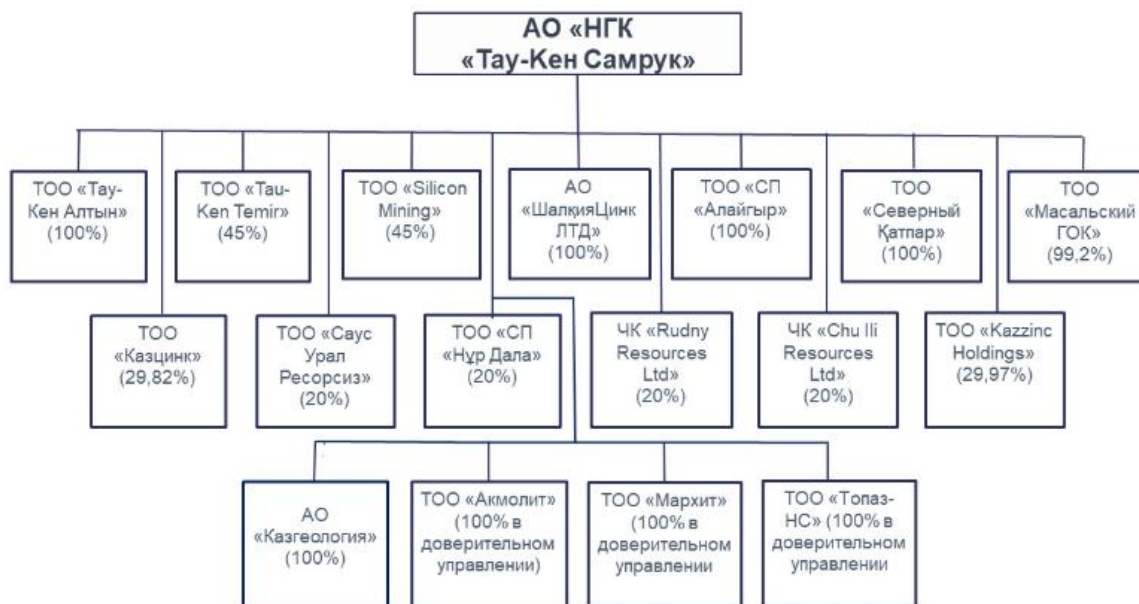 АО «НГК
«Тау-Кен Самрук»
ТОО «Тау-
Кен Алтын»
(100%)
ТОО «Tau-
Ken Temir»
(45%)
ТОО «Silicon
Mining»
(45%)
АО
«ШалқияЦинк
ЛТД»
(100%)
ТОО «СП
«Алайгыр»
(100%)
ТОО
«Северный
Қатпар»
(100%)
ТОО
«Масальский
ГОК»
(99,2%)
ТОО
«Казцинк»
(29,82%)
ТОО «Саус
Урал
Ресорсиз»
(20%)
ТОО «СП
«Нұр Дала»
(20%)
ЧК «Rudny
Resources
Ltd»
(20%)
ЧК «Chu Ili
Resources
Ltd»
(20%)
ТОО «Kazzinc
Holdings»
(29,97%)
АО
«Казгеология»
(100%)
ТОО «Акмолит»
(100% в
доверительном
управлении)
ТОО «Мархит»
(100% в
доверительном
управлении
ТОО «Топаз-
НС» (100% в
доверительном
управлении